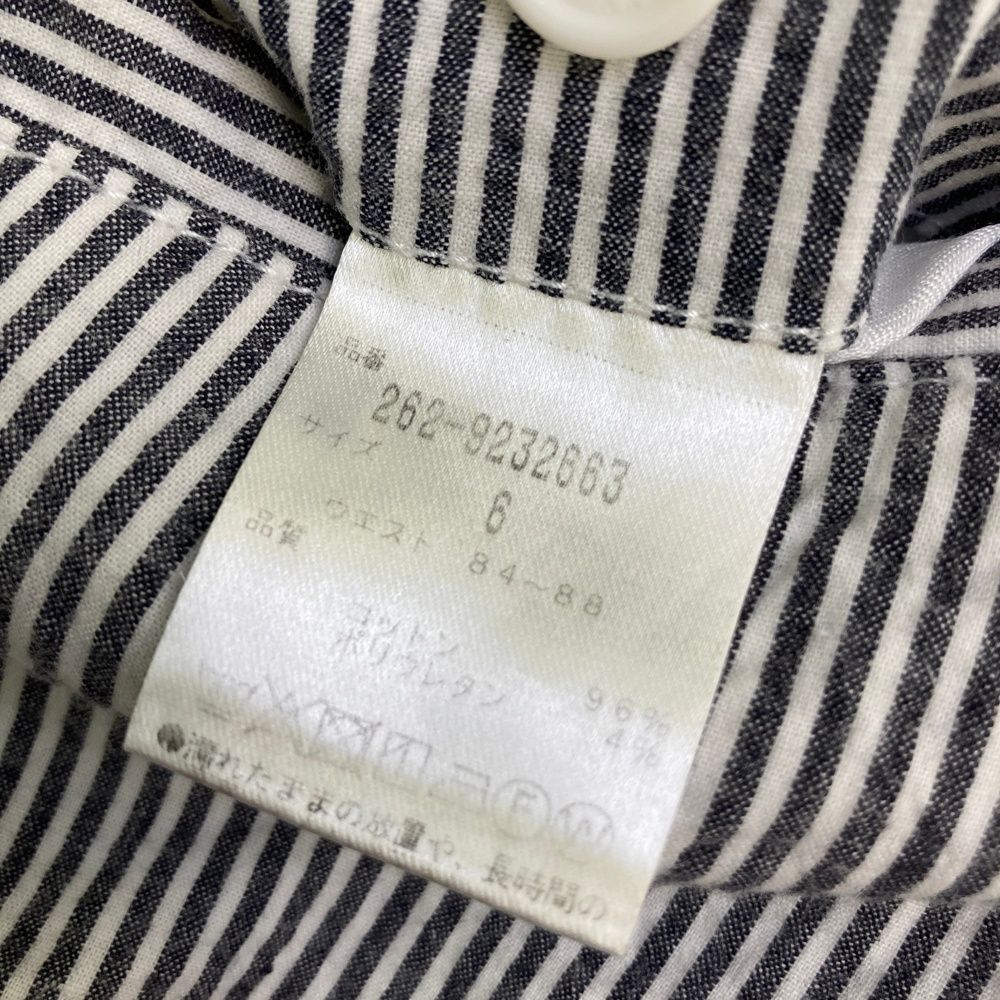 品番
262-9232663
サイズ
6
ウエスト 84〜88
品質
コットン 96%
ポリウレタン 4%
F W
●濡れたままの放置や、長時間の